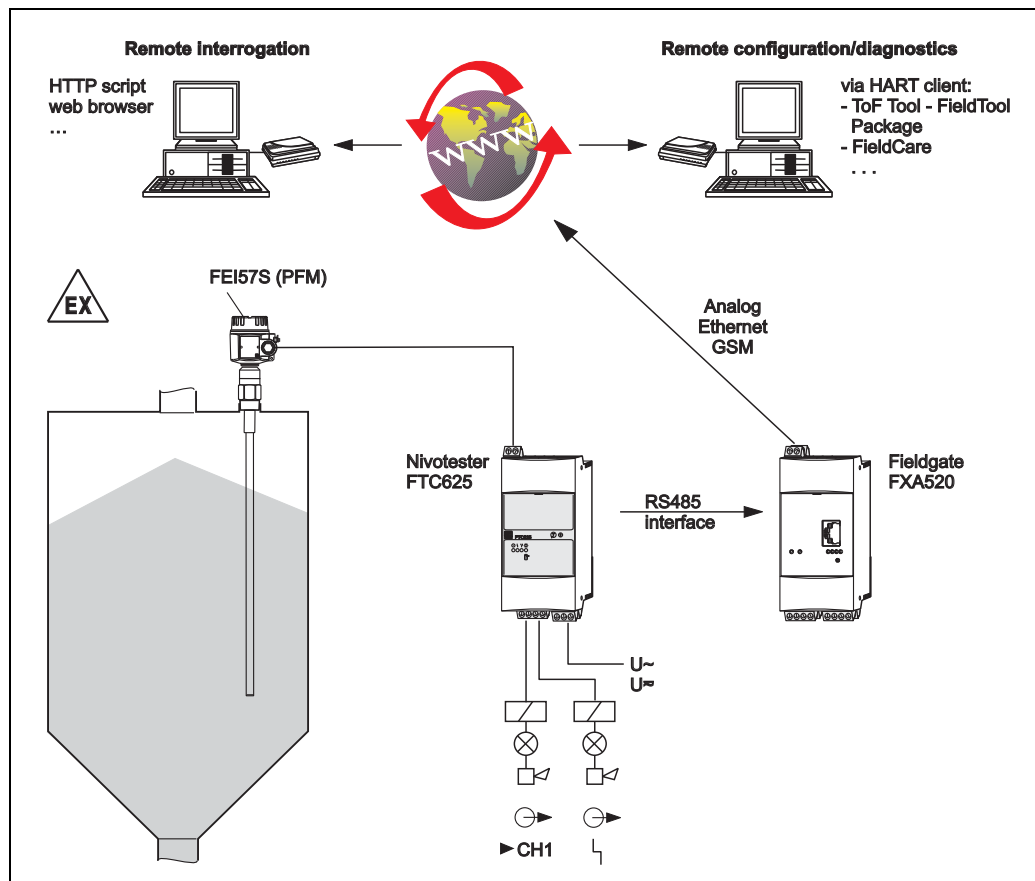 Remote interrogation
HTTP script
web browser
...
WWW
Remote configuration/diagnostics
via HART client:
- ToF Tool - FieldTool
Package
- FieldCare
. . .
EX
FEI57S (PFM)
Analog
Ethernet
GSM
Nivotester
FTC625
RS485
interface
Fieldgate
FXA520
U~
CH1